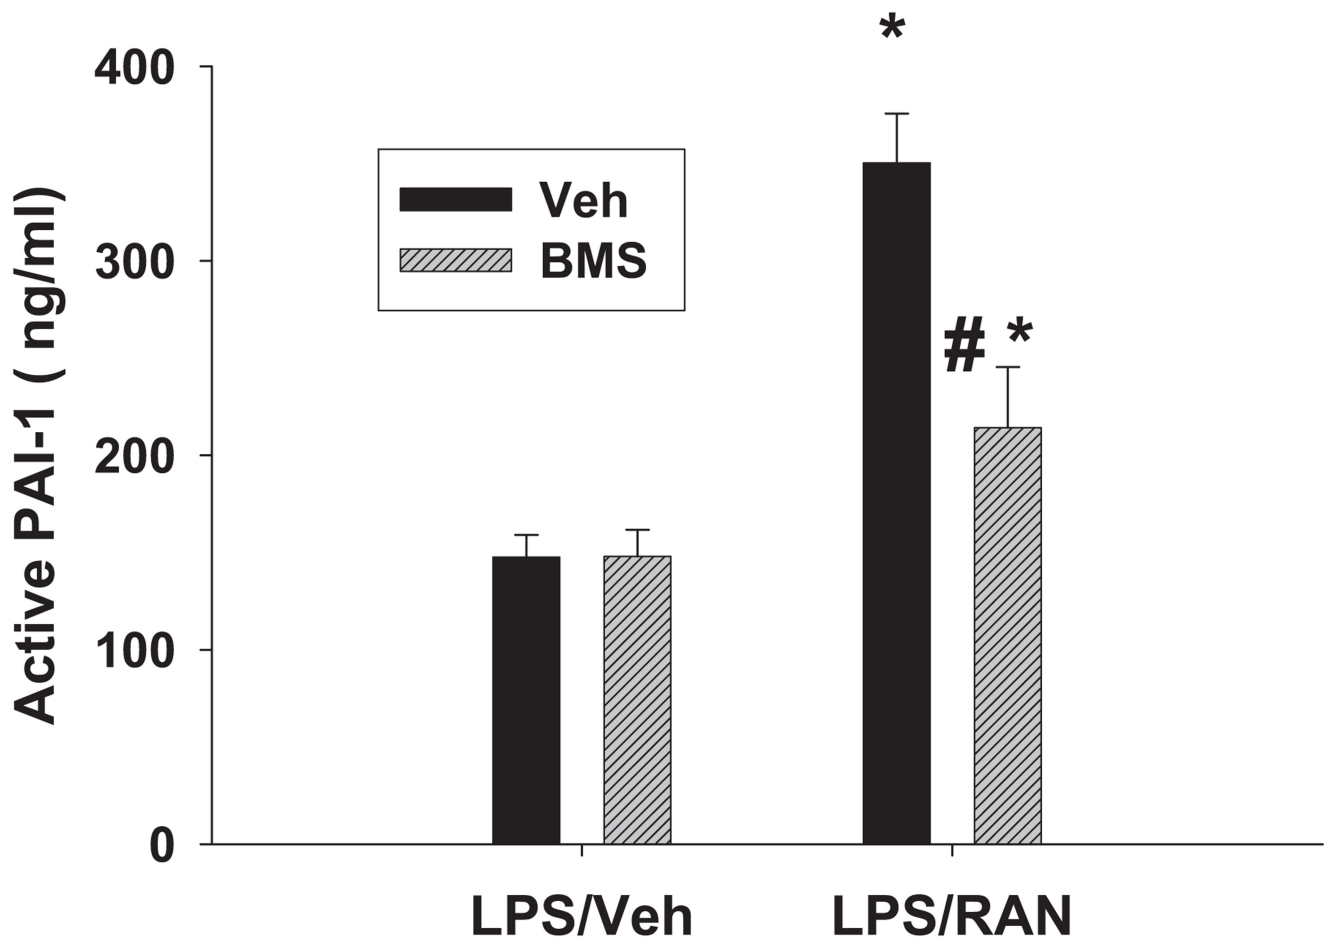 *
400
Veh
300
BMS
# *
200
100
0
LPS/Veh LPS/RAN
Active PAI-1 ( ng/ml)